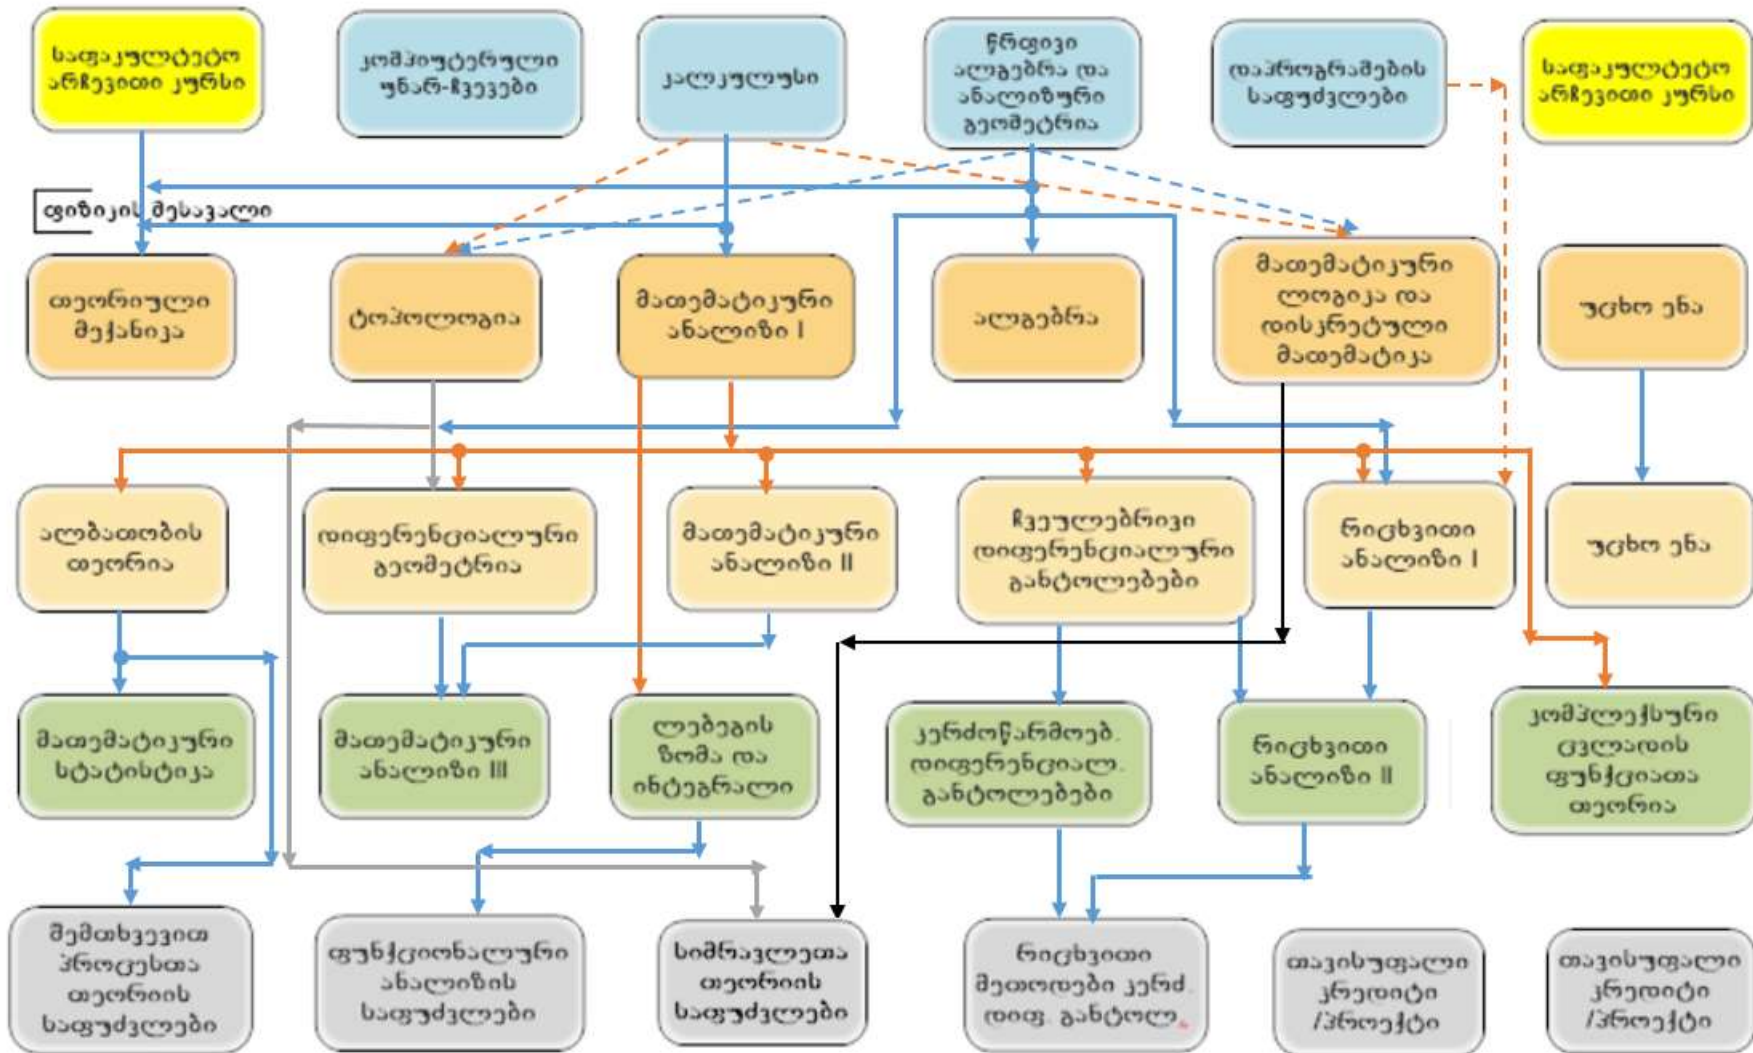 საფაკულტეტო
არჩევითი კურსი
კომპიუტერული
უნარ-ჩვევები
კალკულუსი
წრფივი
ალგებრა და
ანალიზური
გეომეტრია
დაპროგრამების
საფუძვლები
საფაკულტეტო
არჩევითი კურსი
ფიზიკის შესავალი
თეორიული
მექანიკა
ტოპოლოგია
მათემატიკური
ანალიზი I
ალგებრა
მათემატიკური
ლოგიკა და
დისკრეტული
მათემატიკა
უცხო ენა
ალბათობის
თეორია
დიფერენციალური
გეომეტრია
მათემატიკური
ანალიზი II
ჩვეულებრივი
დიფერენციალური
განტოლებები
რიცხვითი
ანალიზი I
უცხო ენა
მათემატიკური
სტატისტიკა
მათემატიკური
ანალიზი III
ლებეგის
ზომა და
ინტეგრალი
კერძოწარმოებ.
დიფერენციალ.
განტოლებები
რიცხვითი
ანალიზი II
კომპლექსური
ცვლადის
ფუნქციათა
თეორია
შემთხვევით
პროცესთა
თეორიის
საფუძვლები
ფუნქციონალური
ანალიზის
საფუძვლები
სიმრავლეთა
თეორიის
საფუძვლები
რიცხვითი
მეთოდები კერძ.
დიფ. განტოლ.
თავისუფალი
კრედიტი
/პროექტი
თავისუფალი
კრედიტი
/პროექტი